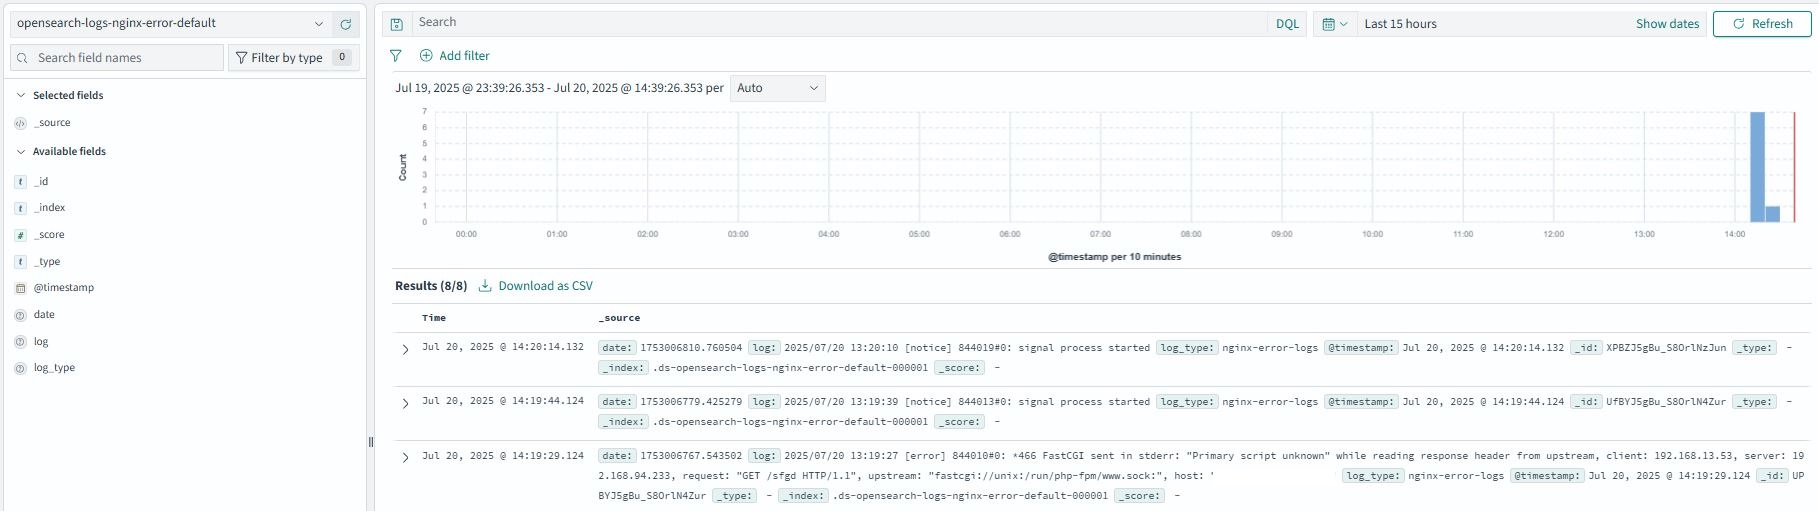 opensearch-logs-nginx-error-default
Search
DQL
Last 15 hours
Show dates
Refresh
Search field names
Filter by type 0
Add filter
Selected fields
_source
Available fields
_id
_index
_score
_type
@timestamp
date
log
log_type
Jul 19, 2025 @ 23:39:26.353 - Jul 20, 2025 @ 14:39:26.353 per Auto
7
6
5
4
3
2
1
0
Count
00:00 01:00 02:00 03:00 04:00 05:00 06:00 07:00 08:00 09:00 10:00 11:00 12:00 13:00 14:00
@timestamp per 10 minutes
Results (8/8) Download as CSV
Time _source
Jul 20, 2025 @ 14:20:14.132 date: 1753006810.760504 log: 2025/07/20 13:20:10 [notice] 844019#0: signal process started log_type: nginx-error-logs @timestamp: Jul 20, 2025 @ 14:20:14.132 _id: XPBZJ5gBu_S8OrlNzJun _type: -
_index: .ds-opensearch-logs-nginx-error-default-000001 _score: -
Jul 20, 2025 @ 14:19:44.124 date: 1753006779.425279 log: 2025/07/20 13:19:39 [notice] 844013#0: signal process started log_type: nginx-error-logs @timestamp: Jul 20, 2025 @ 14:19:44.124 _id: UfBYJ5gBu_S8OrlN4Zur _type: -
_index: .ds-opensearch-logs-nginx-error-default-000001 _score: -
Jul 20, 2025 @ 14:19:29.124 date: 1753006767.543502 log: 2025/07/20 13:19:27 [error] 844010#0: *466 FastCGI sent in stderr: "Primary script unknown" while reading response header from upstream, client: 192.168.13.53, server: 19
2.168.94.233, request: "GET /sfgd HTTP/1.1", upstream: "fastcgi://unix:/run/php-fpm/www.sock:", host: ' log_type: nginx-error-logs @timestamp: Jul 20, 2025 @ 14:19:29.124 _id: UP
BYJ5gBu_S8OrlN4Zur _type: - _index: .ds-opensearch-logs-nginx-error-default-000001 _score: -